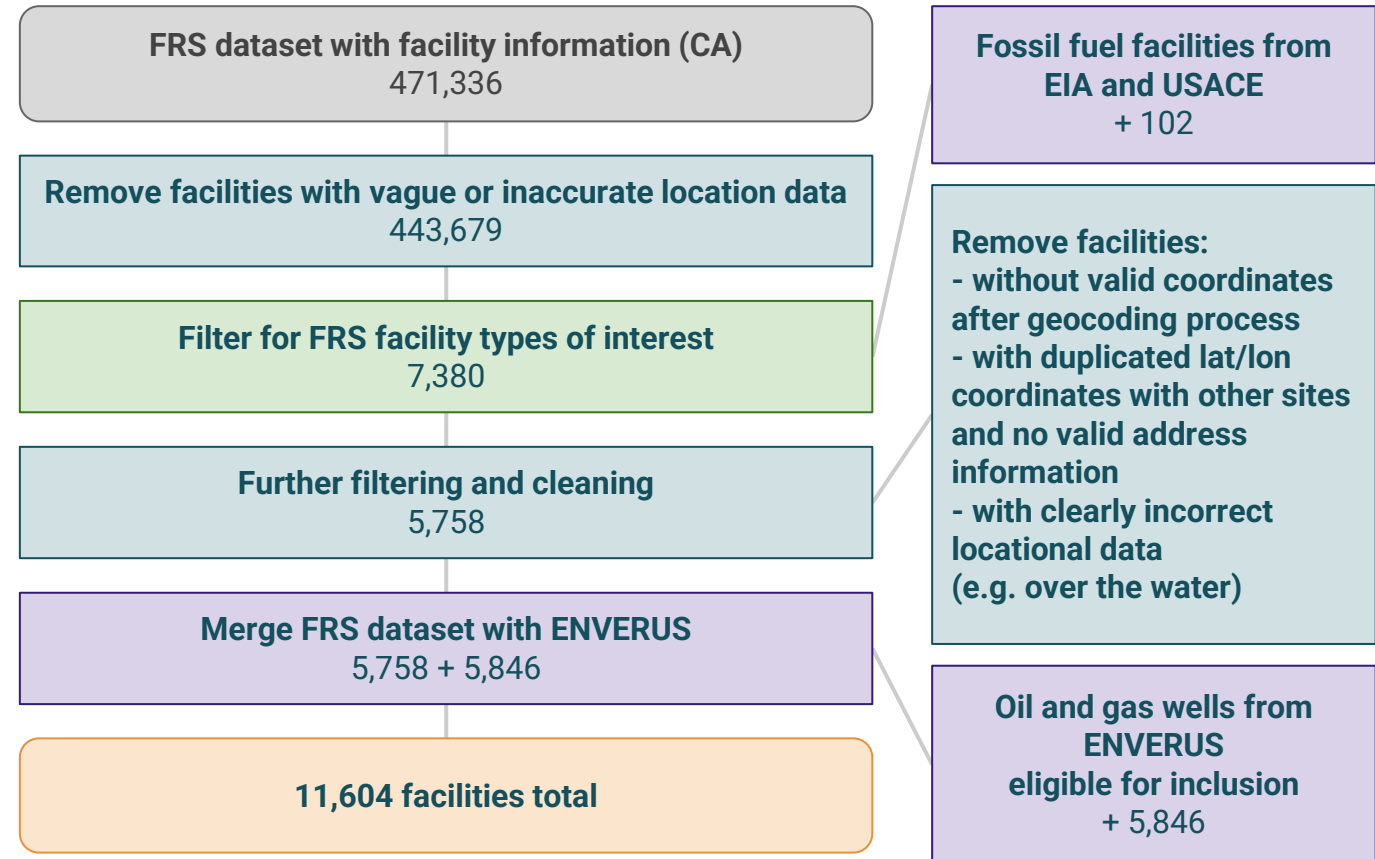 FRS dataset with facility information (CA)
471,336
Remove facilities with vague or inaccurate location data
443,679
Filter for FRS facility types of interest
7,380
Further filtering and cleaning
5,758
Merge FRS dataset with ENVERUS
5,758 + 5,846
11,604 facilities total
Fossil fuel facilities from
EIA and USACE
+ 102
Remove facilities:
- without valid coordinates
after geocoding process
- with duplicated lat/lon
coordinates with other sites
and no valid address
information
- with clearly incorrect
locational data
(e.g. over the water)
Oil and gas wells from
ENVERUS
eligible for inclusion
+ 5,846